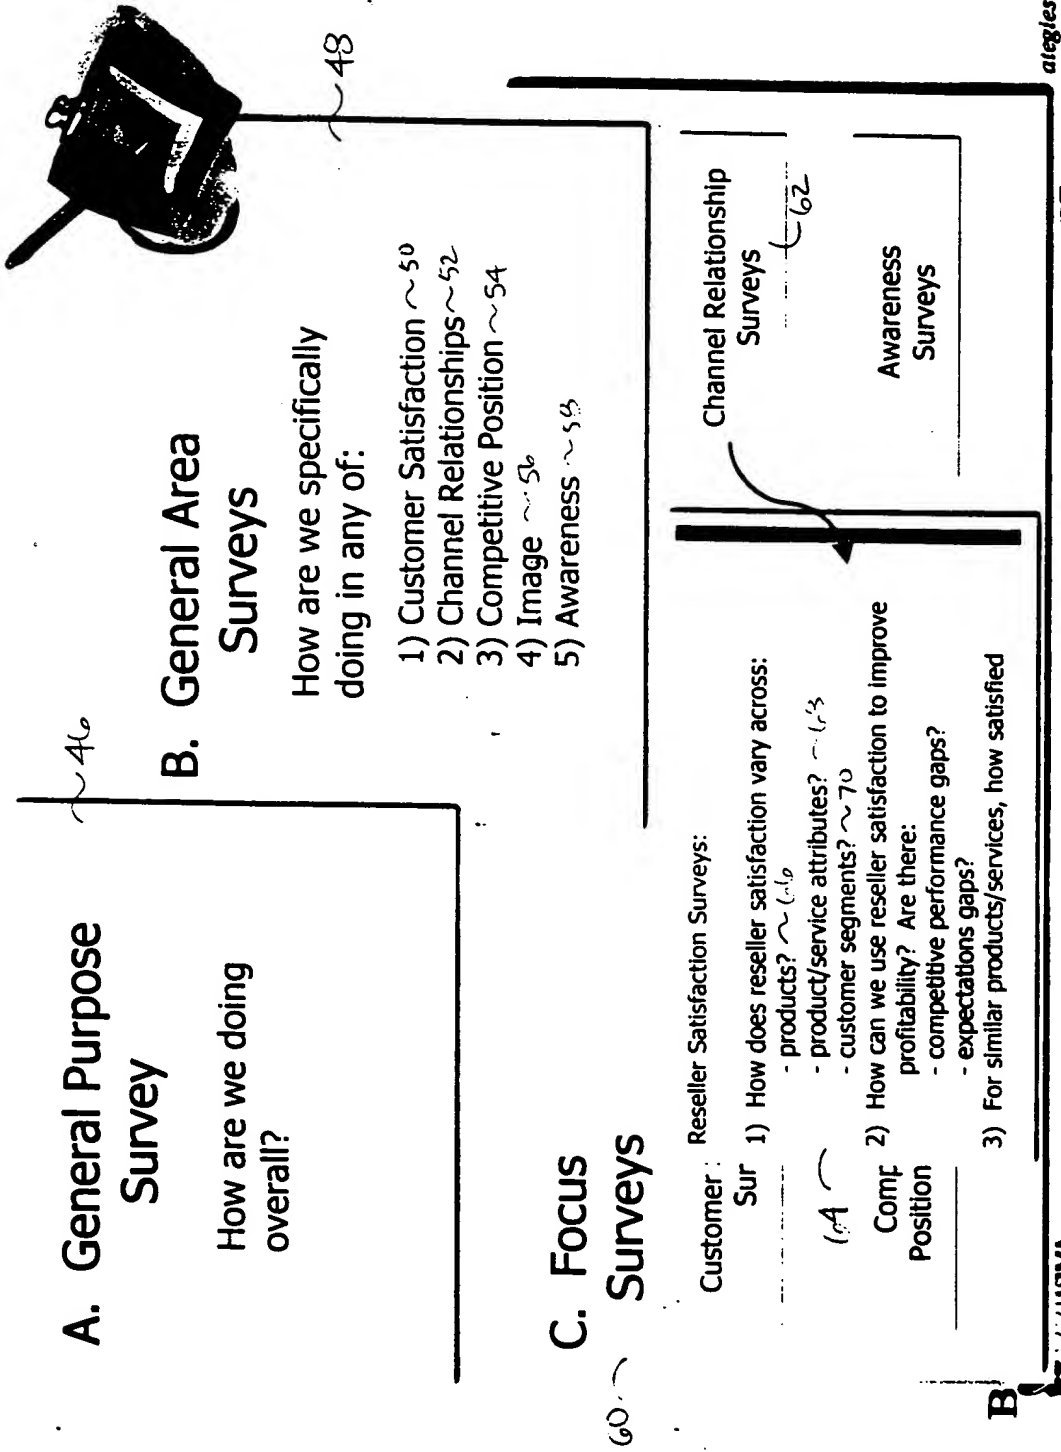 A. General Purpose
Survey
~46
How are we doing
overall?
B. General Area
Surveys
~48
How are we specifically
doing in any of:
1) Customer Satisfaction ~50
2) Channel Relationships ~52
3) Competitive Position ~54
4) Image ~56
5) Awareness ~58
60
C. Focus
Surveys
Customer
Sur
64
Comp
Position
Reseller Satisfaction Surveys:
1) How does reseller satisfaction vary across:
- products? ~66
- product/service attributes?
- customer segments? ~70
2) How can we use reseller satisfaction to improve
profitability? Are there:
- competitive performance gaps?
- expectations gaps?
3) For similar products/services, how satisfied
Channel Relationship
Surveys
62
Awareness
Surveys
B